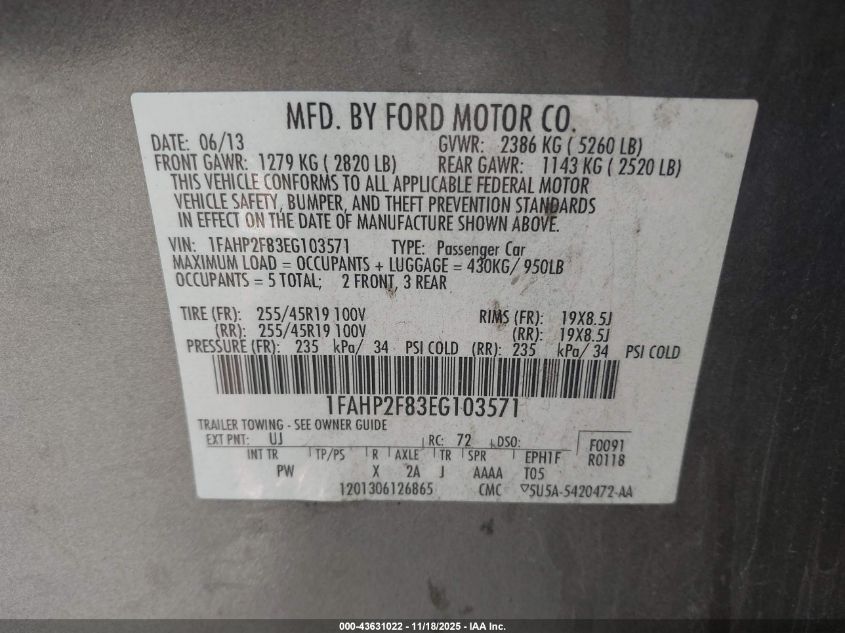 MFD. BY FORD MOTOR CO.
DATE: 06/13 GVWR: 2386 KG ( 5260 LB)
FRONT GAWR: 1279 KG ( 2820 LB) REAR GAWR: 1143 KG ( 2520 LB)
THIS VEHICLE CONFORMS TO ALL APPLICABLE FEDERAL MOTOR
VEHICLE SAFETY, BUMPER, AND THEFT PREVENTION STANDARDS
IN EFFECT ON THE DATE OF MANUFACTURE SHOWN ABOVE.
VIN: 1FAHP2F83EG103571 TYPE: Passenger Car
MAXIMUM LOAD = OCCUPANTS + LUGGAGE = 430KG/ 950LB
OCCUPANTS = 5 TOTAL; 2 FRONT, 3 REAR
TIRE (FR): 255/45R19 100V RIMS (FR): 19X8.5J
(RR): 255/45R19 100V (RR): 19X8.5J
PRESSURE (FR): 235 kPa/ 34 PSI COLD (RR): 235 kPa/ 34 PSI COLD
1FAHP2F83EG103571
TRAILER TOWING - SEE OWNER GUIDE
EXT PNT: UJ RC: 72 DSO: F0091
INT TR TP/PS R AXLE TR SPR EPH1F R0118
PW X 2A J AAAA T05
1201306126865 CMC ▽5U5A-5420472-AA
000-43631022 - 11/18/2025 - IAA Inc.